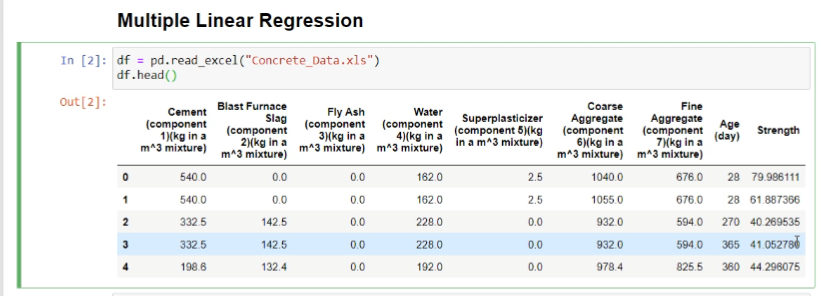 Multiple Linear Regression
In [2]: df = pd.read_excel("Concrete_Data.xls")
df.head()
Out[2]:
Cement (component 1)(kg in a m^3 mixture) Blast Furnace Slag (component 2)(kg in a m^3 mixture) Fly Ash (component 3)(kg in a m^3 mixture) Water (component 4)(kg in a m^3 mixture) Superplasticizer (component 5)(kg in a m^3 mixture) Coarse Aggregate (component 6)(kg in a m^3 mixture) Fine Aggregate (component 7)(kg in a m^3 mixture) Age (day) Strength
0 540.0 0.0 0.0 162.0 2.5 1040.0 676.0 28 79.986111
1 540.0 0.0 0.0 162.0 2.5 1055.0 676.0 28 61.887366
2 332.5 142.5 0.0 228.0 0.0 932.0 594.0 270 40.269535
3 332.5 142.5 0.0 228.0 0.0 932.0 594.0 365 41.052780
4 198.6 132.4 0.0 192.0 0.0 978.4 825.5 360 44.296075